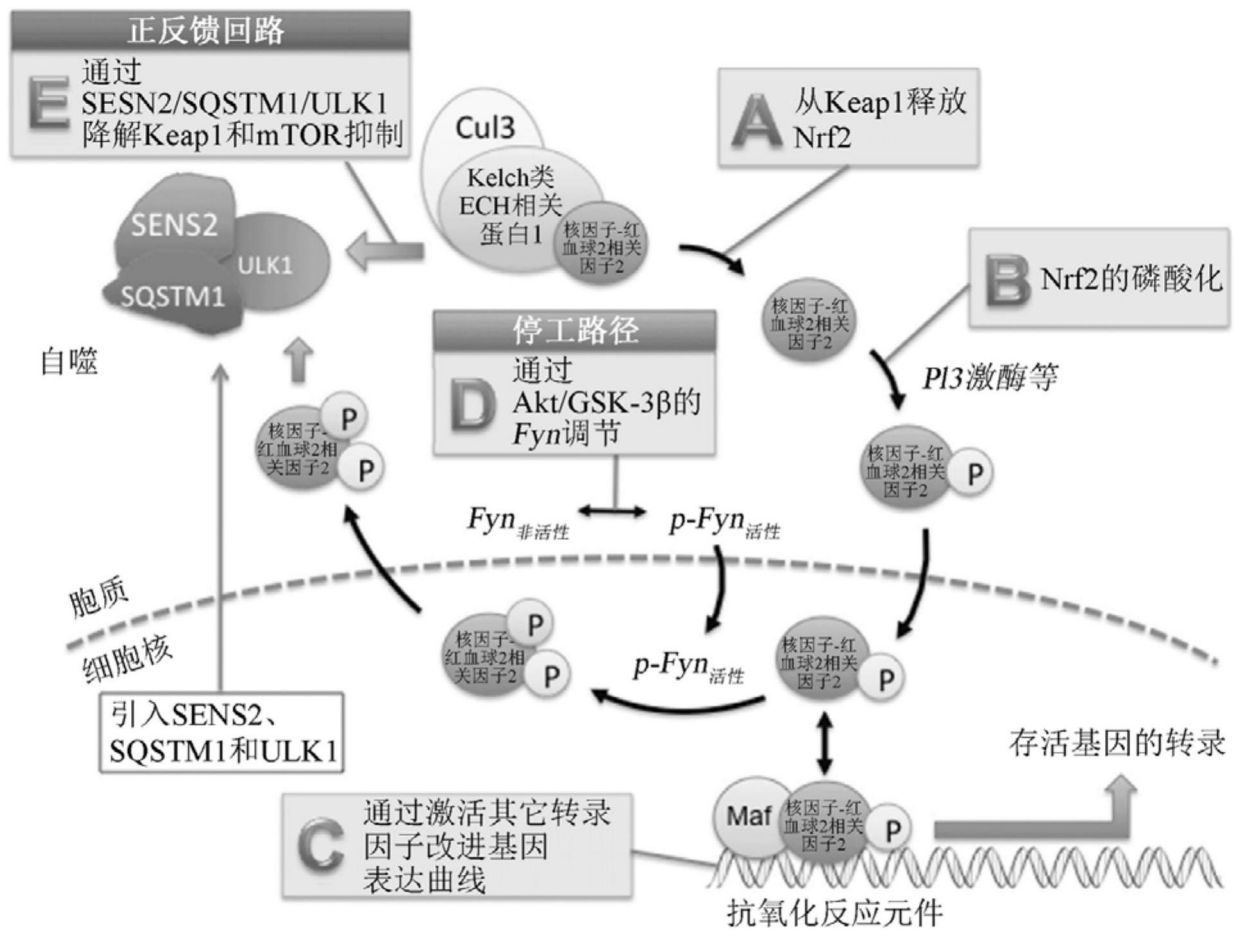 正反馈回路
E
通过
SESN2/SQSTM1/ULK1
降解Keap1和mTOR抑制
A
从Keap1释放
Nrf2
Cul3
Kelch类
ECH相关
蛋白1
核因子-红
血球2相关
因子2
SENS2
ULK1
SQSTM1
B
Nrf2的磷酸化
核因子-红
血球2相关
因子2
停工路径
D
通过
Akt/GSK-3β的
Fyn调节
自噬
PI3激酶等
核因子-
红血球2相
关因子2
P
P
核因子-红
血球2相关
因子2
P
Fyn非活性
p-Fyn活性
胞质
细胞核
核因子-
红血球2相
关因子2
P
P
p-Fyn活性
核因子-红
血球2相关
因子2
P
引入SENS2、
SQSTM1和ULK1
存活基因的转录
C
通过激活其它转录
因子改进基因
表达曲线
Maf
核因子-红
血球2相关
因子2
P
抗氧化反应元件